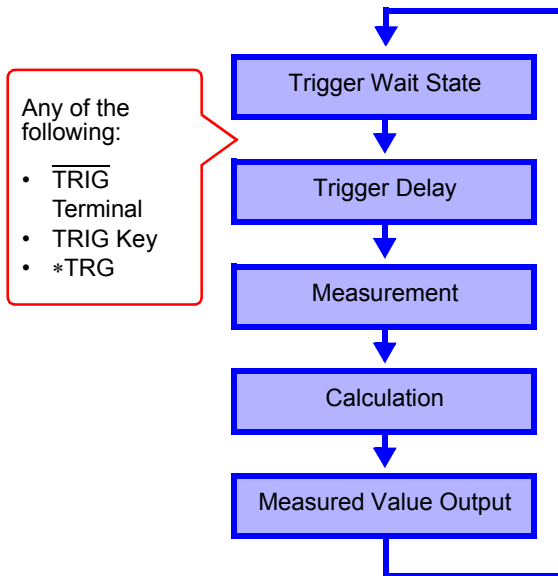 Trigger Wait State
Any of the
following:
• TRIG
Terminal
• TRIG Key
• ∗TRG
Trigger Delay
Measurement
Calculation
Measured Value Output